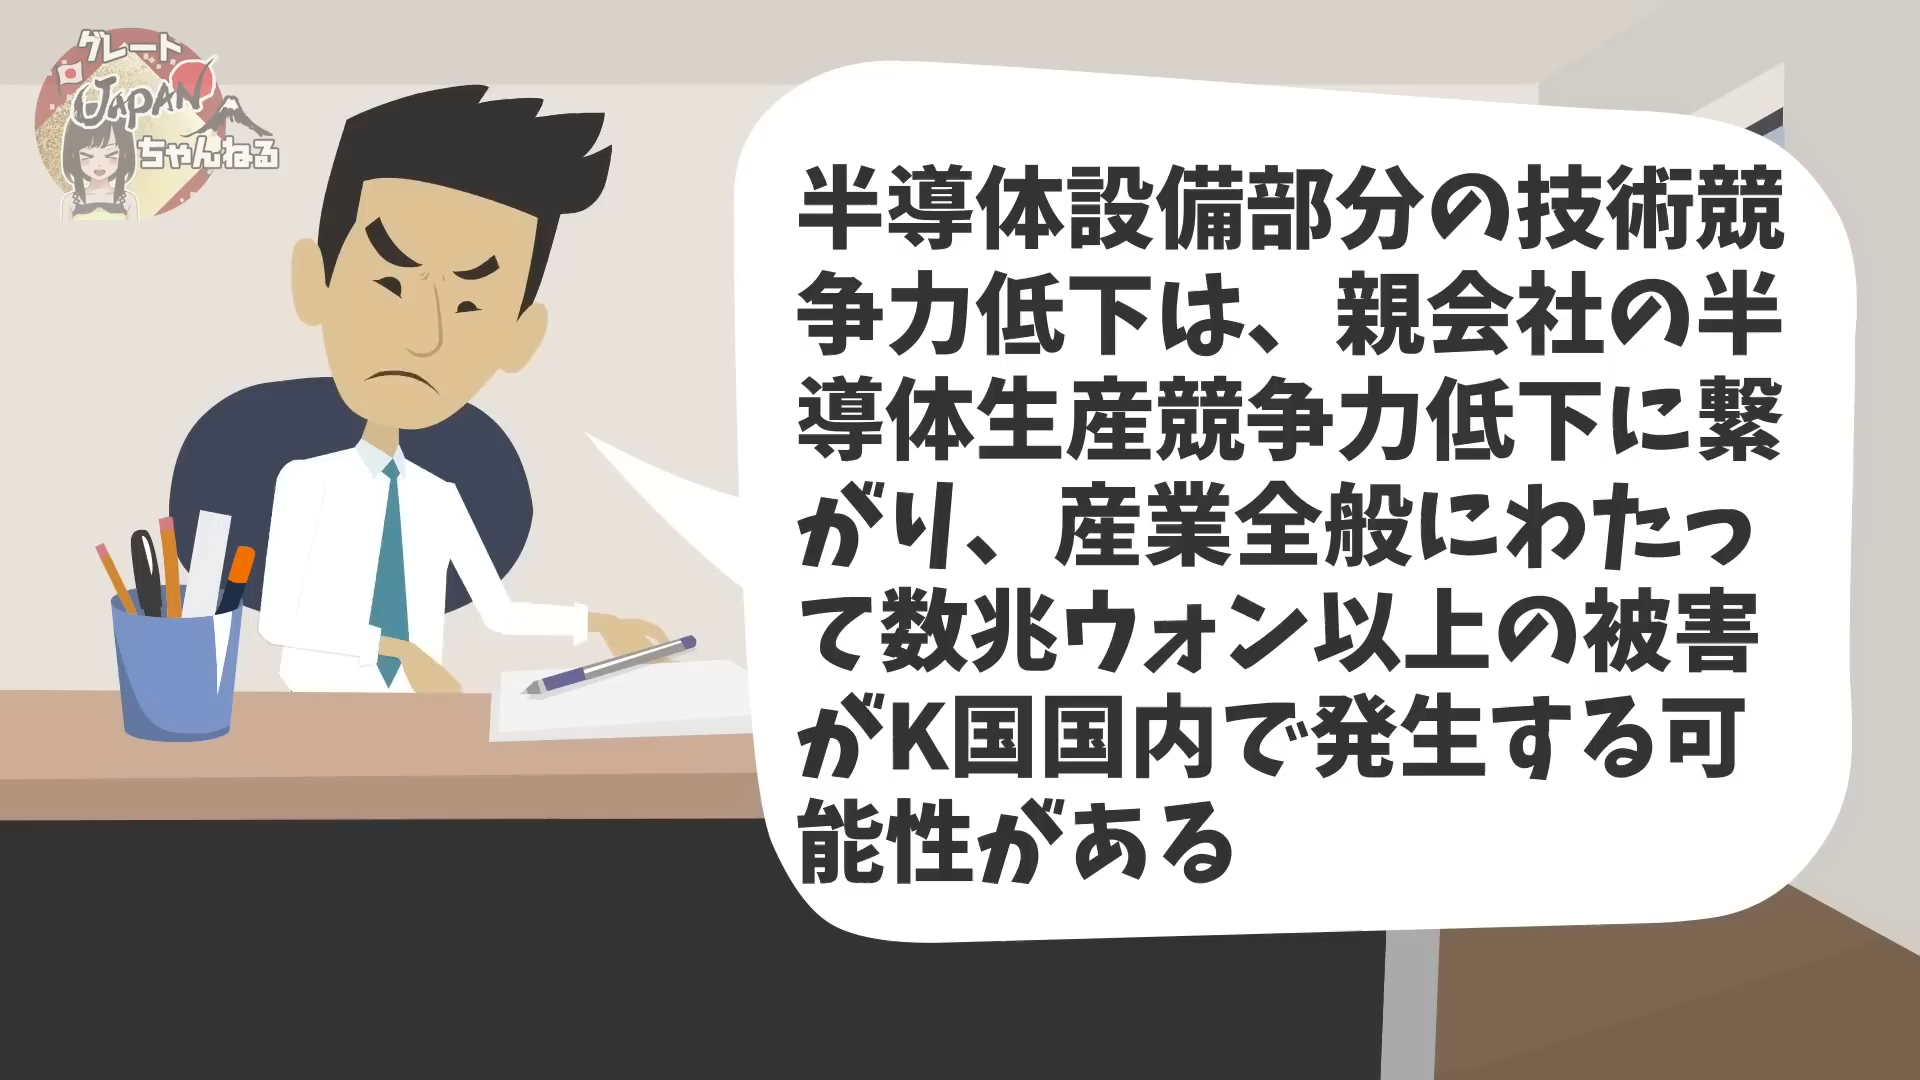 グレート
JAPAN
ちゃんねる
半導体設備部分の技術競
争力低下は、親会社の半
導体生産競争力低下に繋
がり、産業全般にわたっ
て数兆ウォン以上の被害
がK国国内で発生する可
能性がある